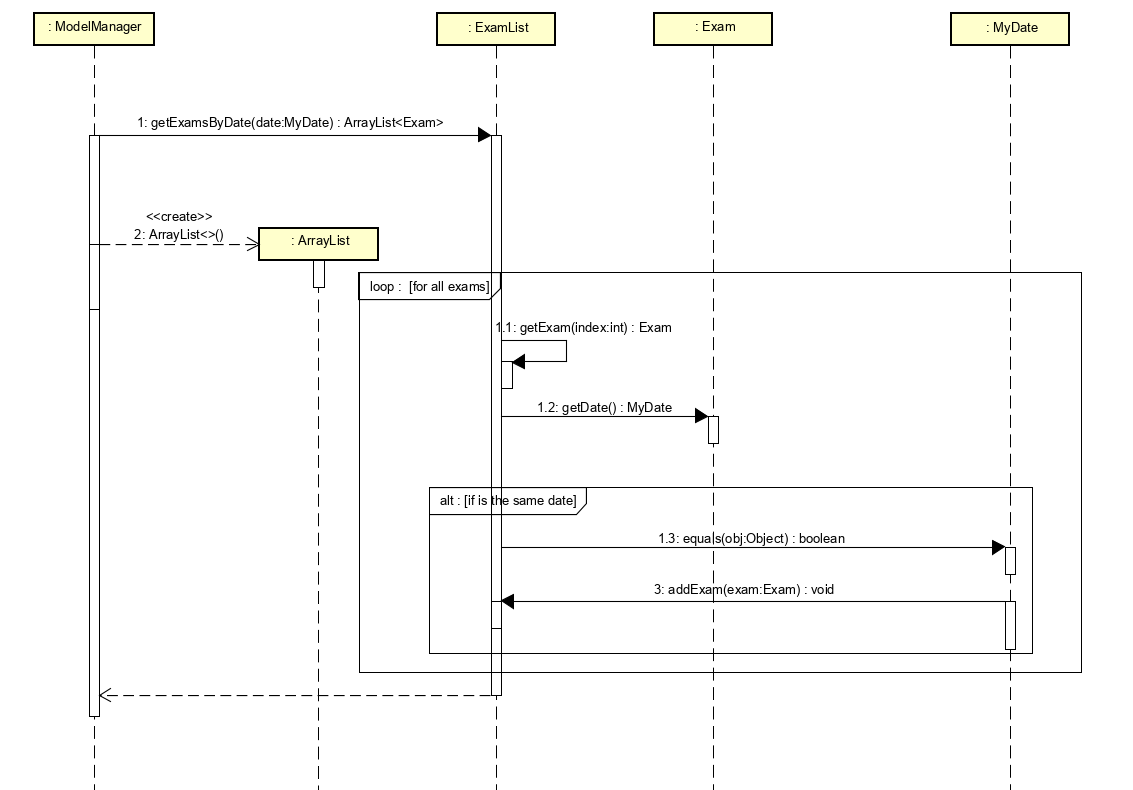 : ModelManager
: ExamList
: Exam
: MyDate
1: getExamsByDate(date:MyDate) : ArrayList<Exam>
<<create>>
2: ArrayList<>()
: ArrayList
loop :  [for all exams]
1.1: getExam(index:int) : Exam
1.2: getDate() : MyDate
alt : [if is the same date]
1.3: equals(obj:Object) : boolean
3: addExam(exam:Exam) : void